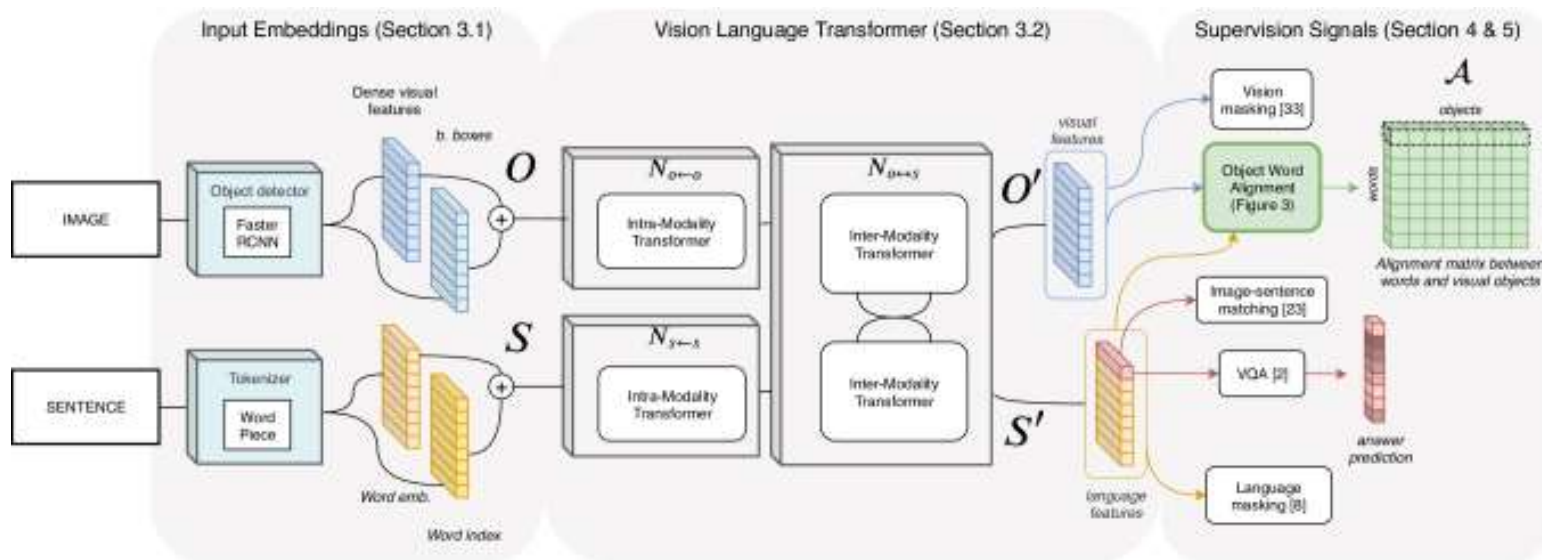 Input Embeddings (Section 3.1)
Vision Language Transformer (Section 3.2)
Supervision Signals (Section 4 & 5)
IMAGE
SENTENCE
Object detector
Faster
RCNN
Tokenizer
Word
Piece
Dense visual
features
b. boxes
Word emb.
Word index
O
S
N o←o
Intra-Modality
Transformer
N s←s
Intra-Modality
Transformer
N o↔s
Inter-Modality
Transformer
Inter-Modality
Transformer
O′
S′
visual
features
language
features
Vision
masking [33]
Object Word
Alignment
(Figure 3)
Image-sentence
matching [23]
VQA [2]
Language
masking [8]
A
objects
words
Alignment matrix between
words and visual objects
answer
prediction